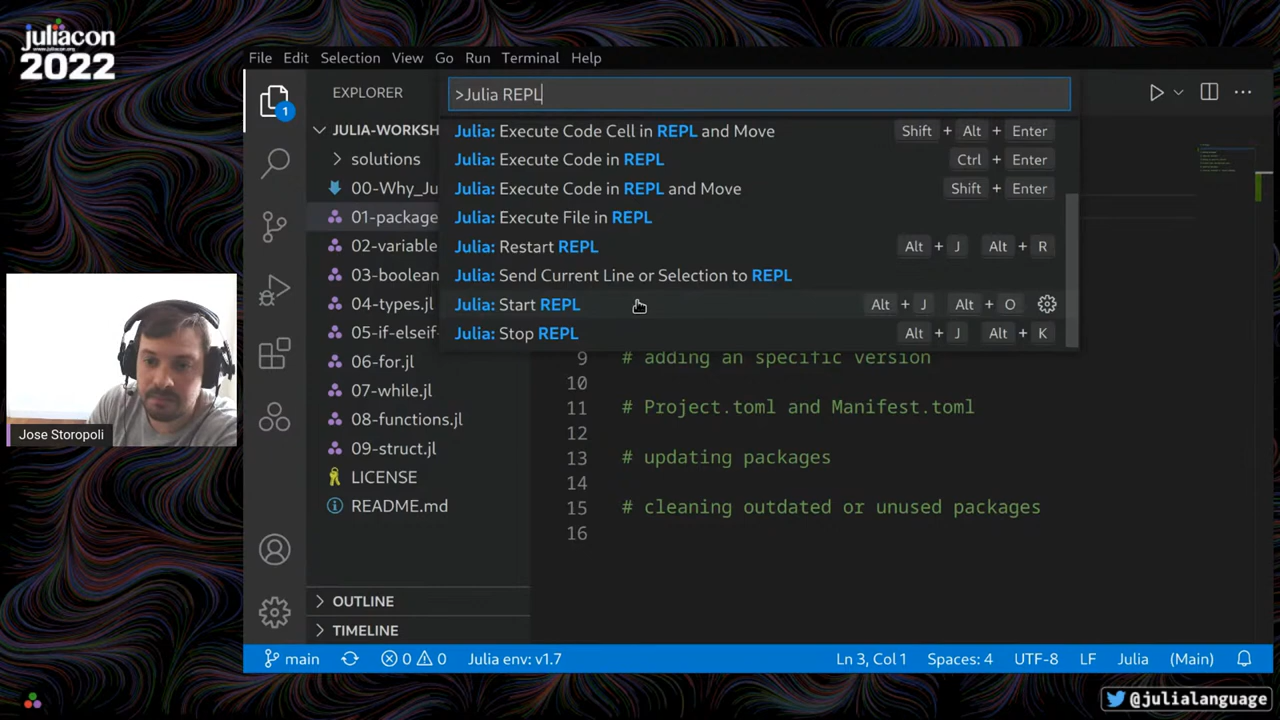 juliacon
www.juliacon.org
2022
File Edit Selection View Go Run Terminal Help
EXPLORER
>Julia REPL
1
JULIA-WORKSH
solutions
00-Why_Ju
01-package
02-variable
03-boolean
04-types.jl
05-if-elseif-
06-for.jl
07-while.jl
08-functions.jl
09-struct.jl
LICENSE
README.md
OUTLINE
TIMELINE
Julia: Execute Code Cell in REPL and Move Shift + Alt + Enter
Julia: Execute Code in REPL Ctrl + Enter
Julia: Execute Code in REPL and Move Shift + Enter
Julia: Execute File in REPL
Julia: Restart REPL Alt + J Alt + R
Julia: Send Current Line or Selection to REPL
Julia: Start REPL Alt + J Alt + O
Julia: Stop REPL Alt + J Alt + K
9 # adding an specific version
10
11 # Project.toml and Manifest.toml
12
13 # updating packages
14
15 # cleaning outdated or unused packages
16
Jose Storopoli
main 0 0 Julia env: v1.7 Ln 3, Col 1 Spaces: 4 UTF-8 LF Julia (Main)
@julialanguage